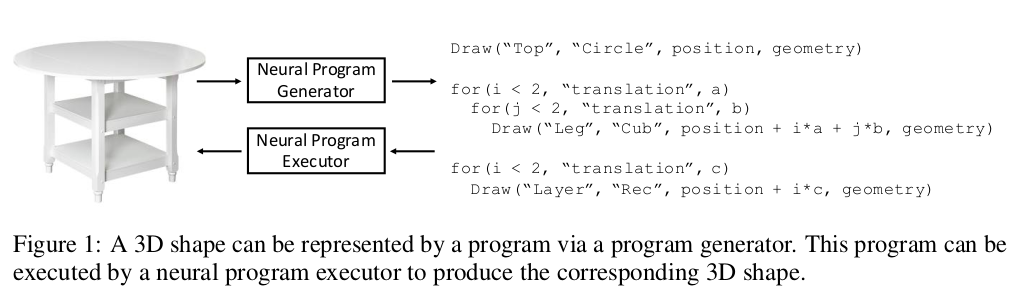 Neural Program
Generator
Neural Program
Executor
Draw(“Top”, “Circle”, position, geometry)
for(i < 2, “translation”, a)
for(j < 2, “translation”, b)
Draw(“Leg”, “Cub”, position + i*a + j*b, geometry)
for(i < 2, “translation”, c)
Draw(“Layer”, “Rec”, position + i*c, geometry)
Figure 1: A 3D shape can be represented by a program via a program generator. This program can be
executed by a neural program executor to produce the corresponding 3D shape.